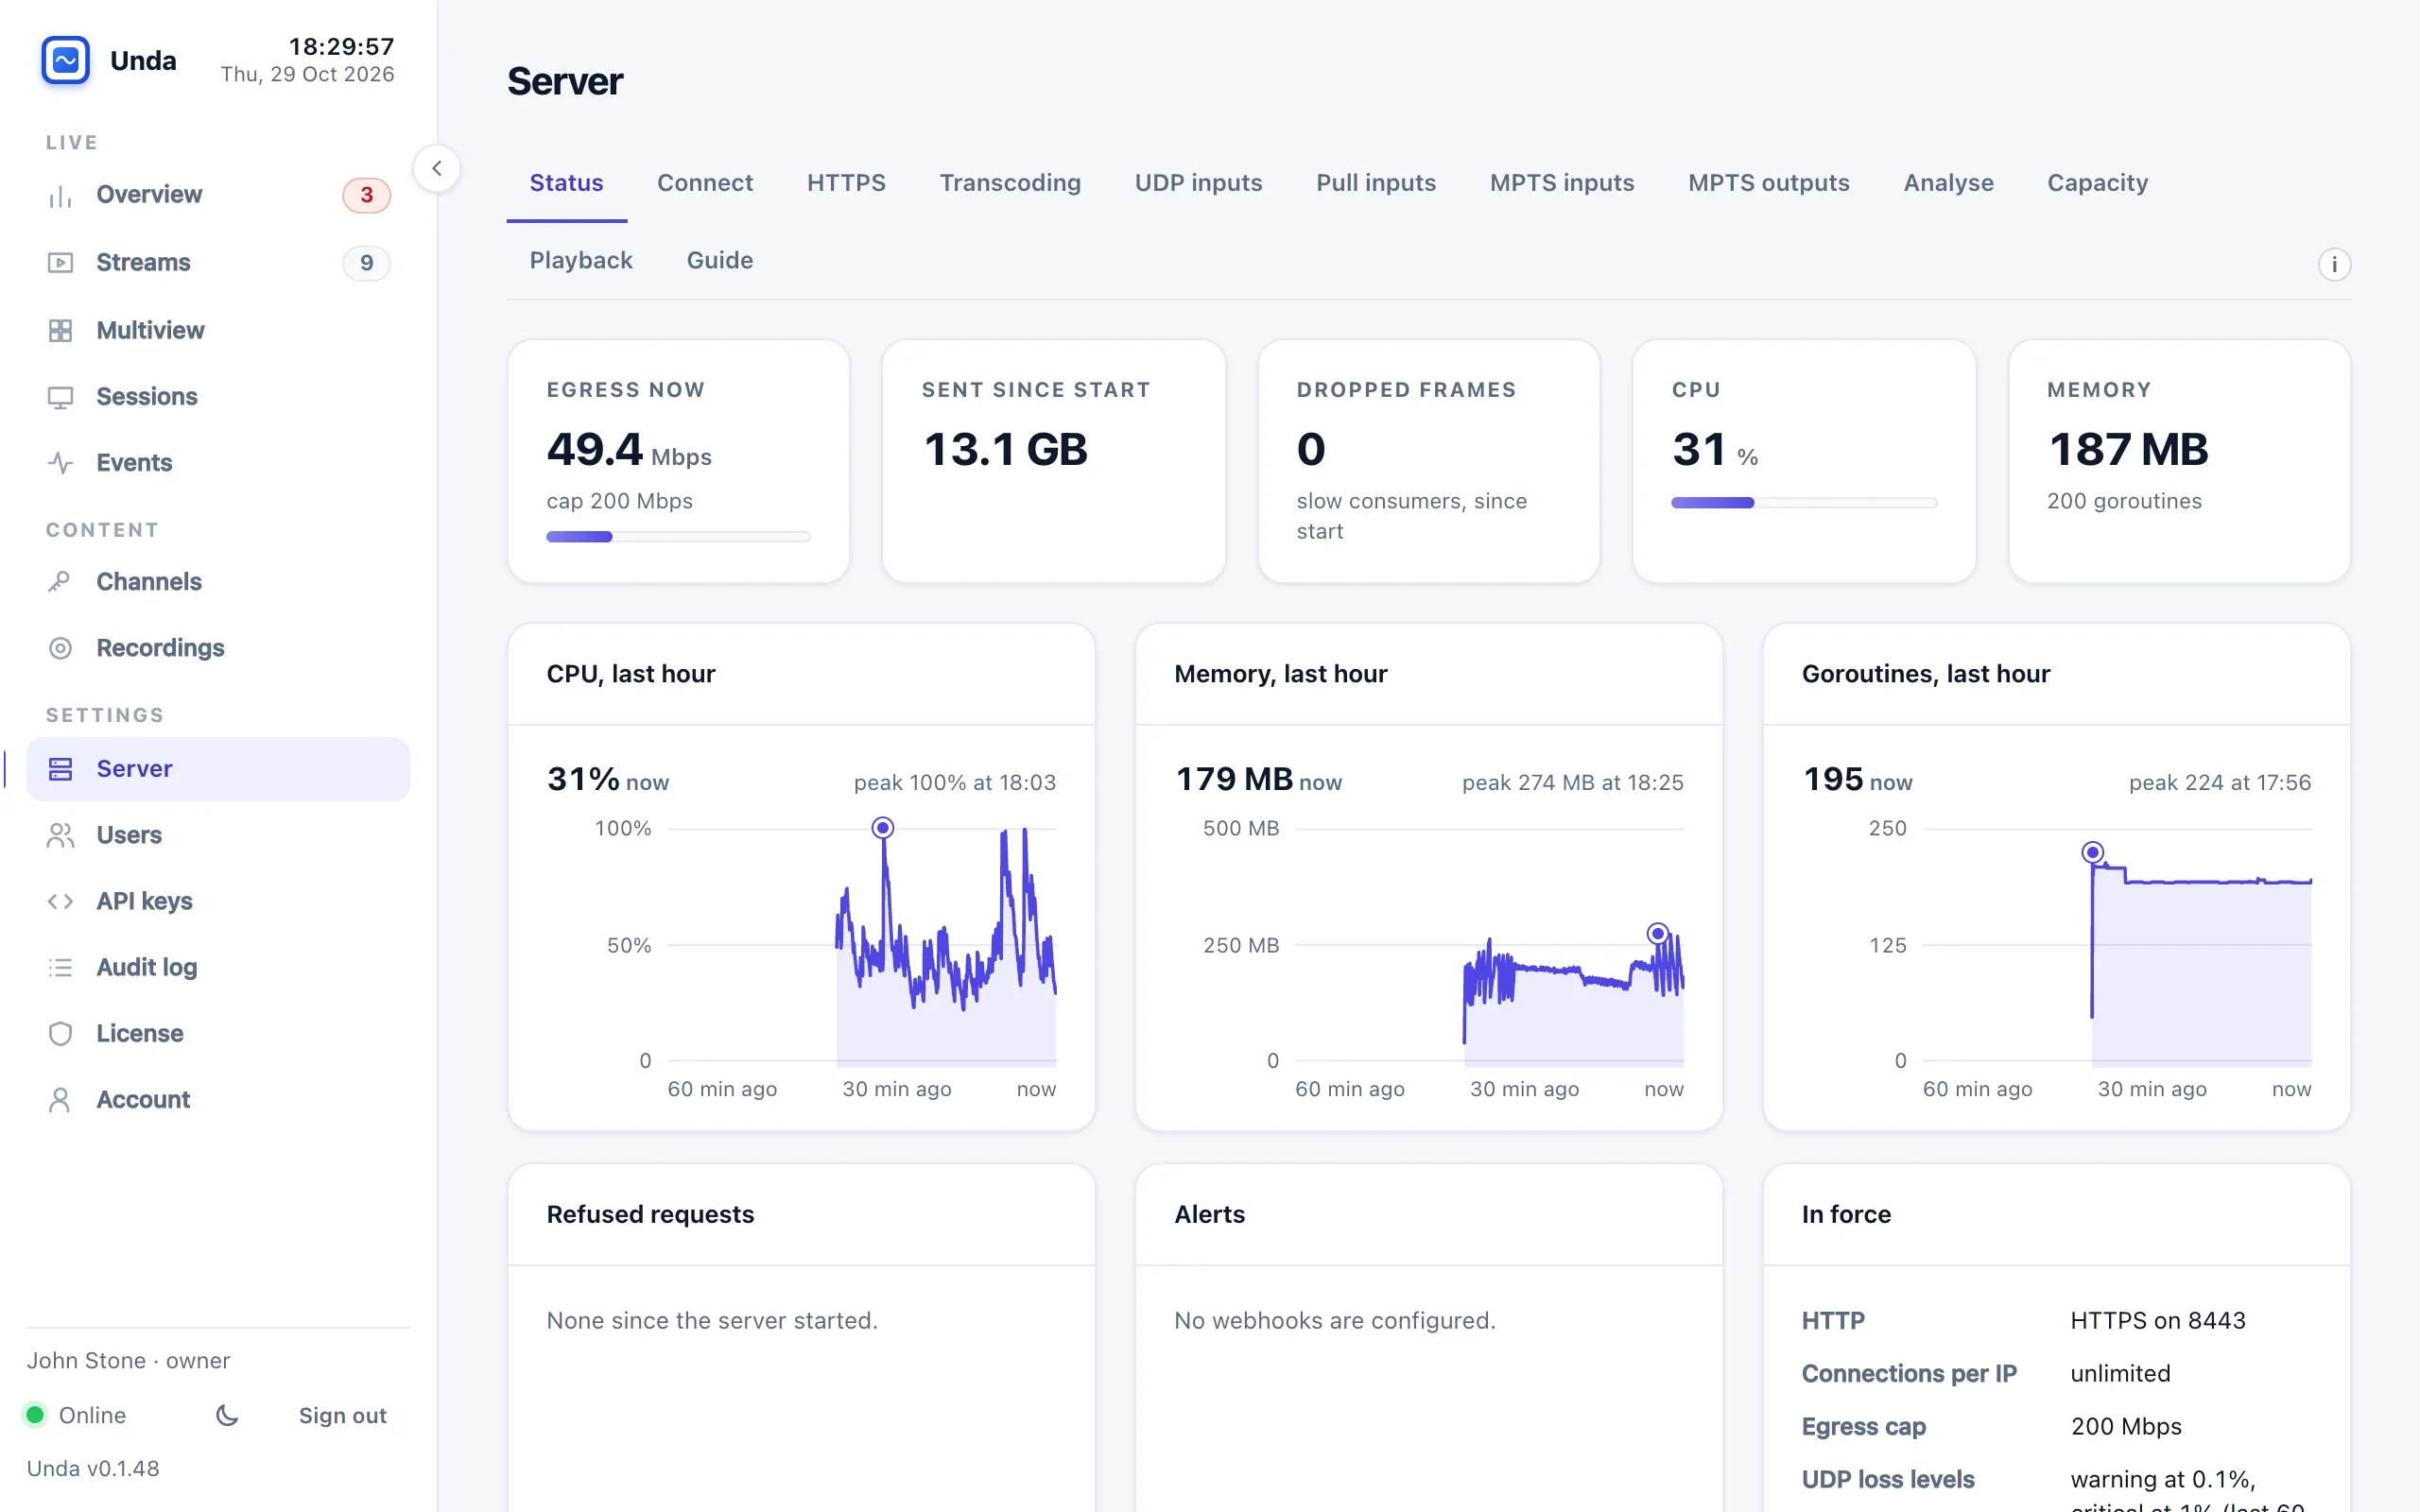 Unda
18:29:57
Thu, 29 Oct 2026
LIVE
Overview
3
Streams
9
Multiview
Sessions
Events
CONTENT
Channels
Recordings
SETTINGS
Server
Users
API keys
Audit log
License
Account
John Stone · owner
Online
Sign out
Unda v0.1.48
Server
Status Connect HTTPS Transcoding UDP inputs Pull inputs MPTS inputs MPTS outputs Analyse Capacity
Playback Guide
i
EGRESS NOW
49.4 Mbps
cap 200 Mbps
SENT SINCE START
13.1 GB
DROPPED FRAMES
0
slow consumers, since
start
CPU
31 %
MEMORY
187 MB
200 goroutines
CPU, last hour
31% now
peak 100% at 18:03
100%
50%
0
60 min ago 30 min ago now
Memory, last hour
179 MB now
peak 274 MB at 18:25
500 MB
250 MB
0
60 min ago 30 min ago now
Goroutines, last hour
195 now
peak 224 at 17:56
250
125
0
60 min ago 30 min ago now
Refused requests
None since the server started.
Alerts
No webhooks are configured.
In force
HTTP HTTPS on 8443
Connections per IP unlimited
Egress cap 200 Mbps
UDP loss levels warning at 0.1%,
critical at 1% (last 60